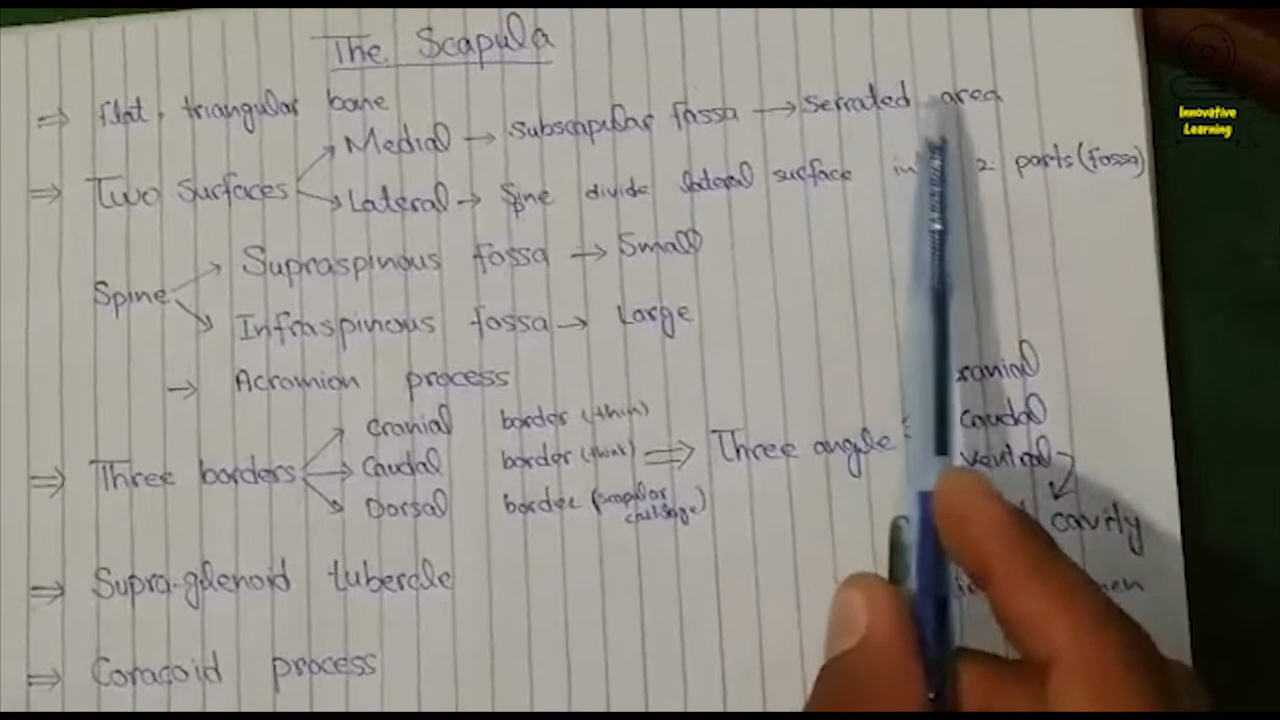 The Scapula
⇒ flat, triangular bone
Medial → Subscapular fossa → Serrated area
⇒ Two surfaces
Lateral → Spine divide lateral surface in 2 parts (fossa)
Supraspinous fossa → Small
Spine
Infraspinous fossa → Large
→ Acromion process
Cranial border (thin)
⇒ Three borders Caudal border (thick) ⇒ Three angle
Dorsal border (scapular cartilage)
ranial
Caudal
Ventral
cavity
⇒ Supra-glenoid tubercle
⇒ Coracoid process
Innovative
Learning